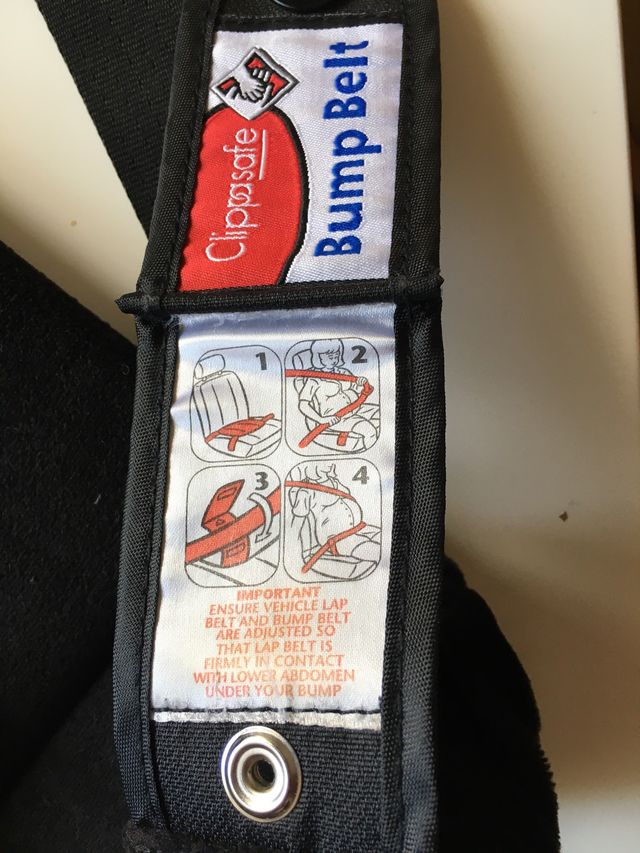 Clippasafe
Bump Belt
1
2
3
4
IMPORTANT
ENSURE VEHICLE LAP
BELT AND BUMP BELT
ARE ADJUSTED SO
THAT LAP BELT IS
FIRMLY IN CONTACT
WITH LOWER ABDOMEN
UNDER YOUR BUMP